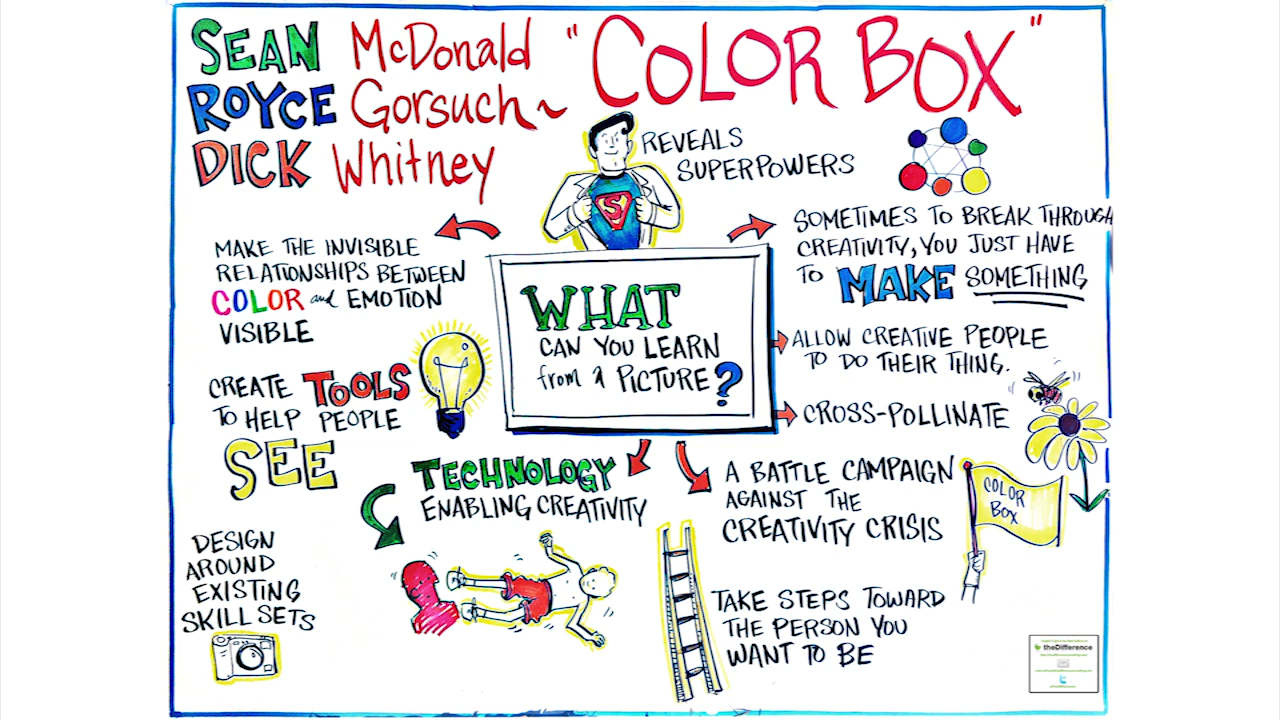 SEAN McDonald
ROYCE Gorsuch ~
DICK Whitney
"COLOR BOX"
REVEALS
SUPERPOWERS
S
MAKE THE INVISIBLE
RELATIONSHIPS BETWEEN
COLOR and EMOTION
VISIBLE
CREATE TOOLS
TO HELP PEOPLE
SEE
DESIGN
AROUND
EXISTING
SKILL SETS
WHAT
CAN YOU LEARN
from a PICTURE?
TECHNOLOGY
ENABLING CREATIVITY
SOMETIMES TO BREAK THROUGH
CREATIVITY, YOU JUST HAVE
TO MAKE SOMETHING
ALLOW CREATIVE PEOPLE
TO DO THEIR THING.
CROSS-POLLINATE
A BATTLE CAMPAIGN
AGAINST THE
CREATIVITY CRISIS
COLOR
BOX
TAKE STEPS TOWARD
THE PERSON YOU
WANT TO BE
theDifference